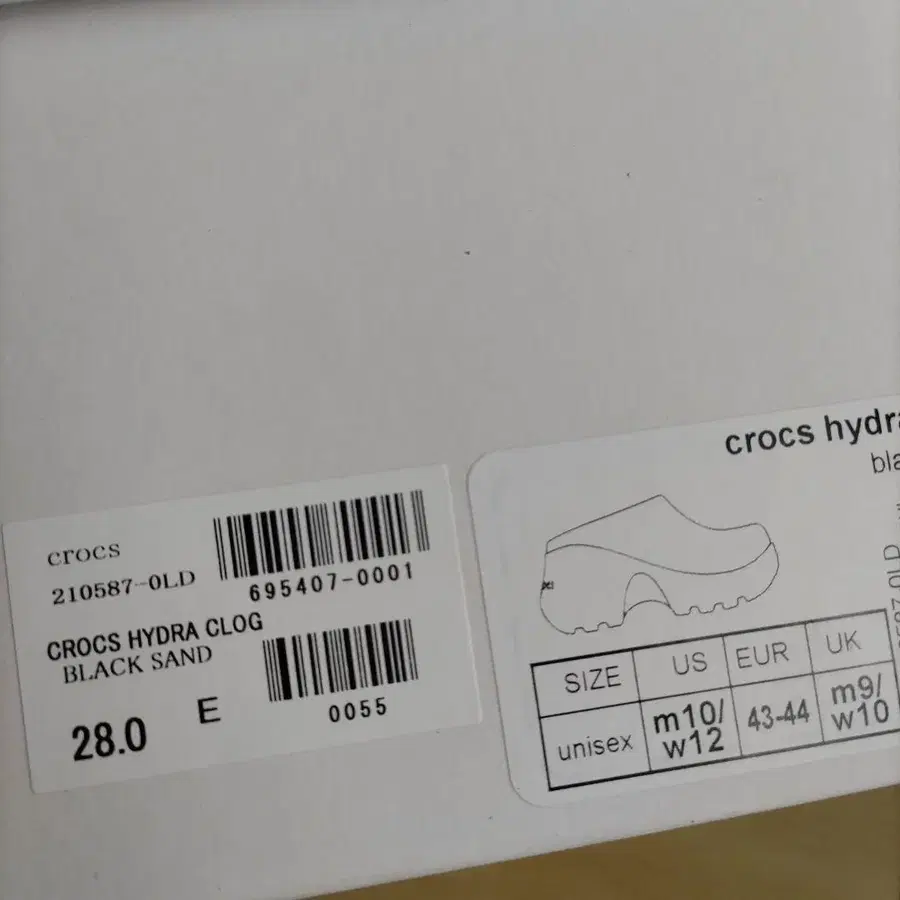 crocs
210587-0LD
695407-0001
CROCS HYDRA CLOG
BLACK SAND
28.0
E
0055
crocs hydra
bla
SIZE US EUR UK
unisex m10/w12 43-44 m9/w10